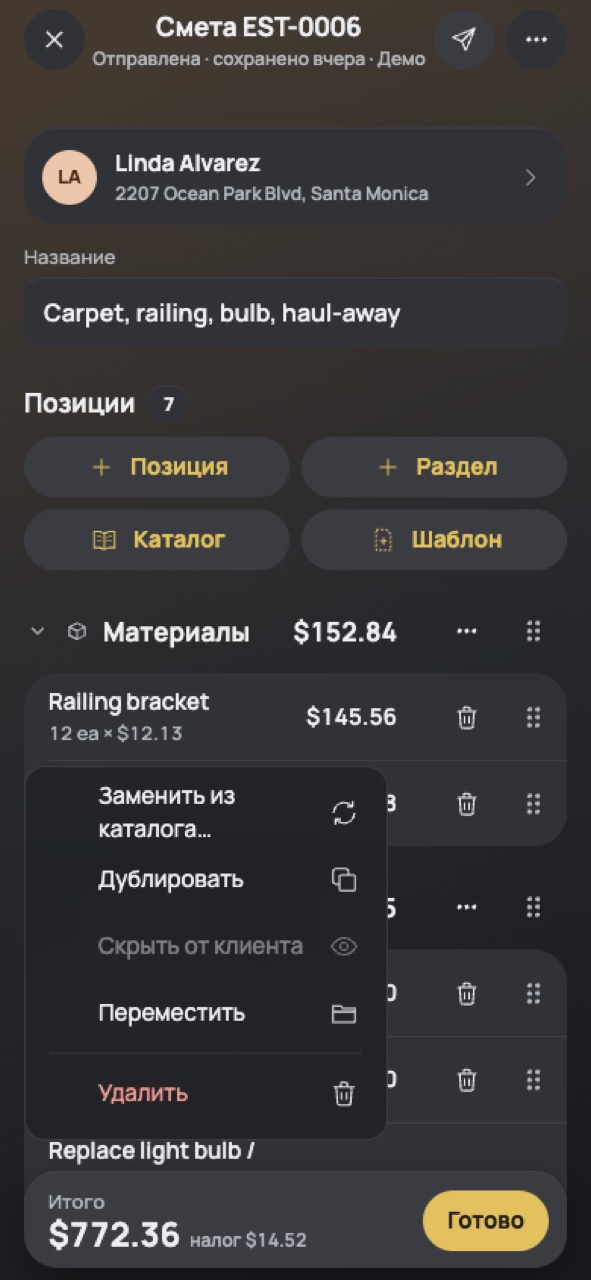 Смета EST-0006
Отправлена · сохранено вчера · Демо
LA
Linda Alvarez
2207 Ocean Park Blvd, Santa Monica
Название
Carpet, railing, bulb, haul-away
Позиции 7
+ Позиция
+ Раздел
Каталог
Шаблон
Материалы $152.84
Railing bracket
12 ea × $12.13
$145.56
Заменить из
каталога…
Дублировать
Скрыть от клиента
Переместить
Удалить
Replace light bulb /
Итого
$772.36 налог $14.52
Готово